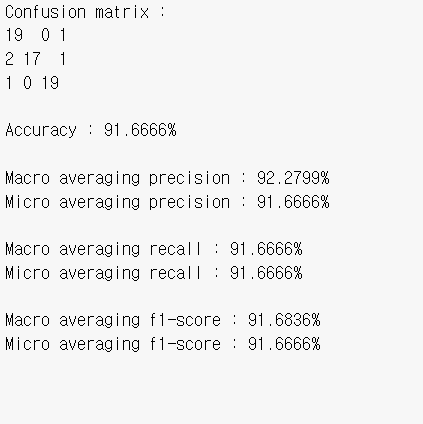 Confusion matrix :
19  0 1
2 17  1
1 0 19
Accuracy : 91.6666%
Macro averaging precision : 92.2799%
Micro averaging precision : 91.6666%
Macro averaging recall : 91.6666%
Micro averaging recall : 91.6666%
Macro averaging f1-score : 91.6836%
Micro averaging f1-score : 91.6666%